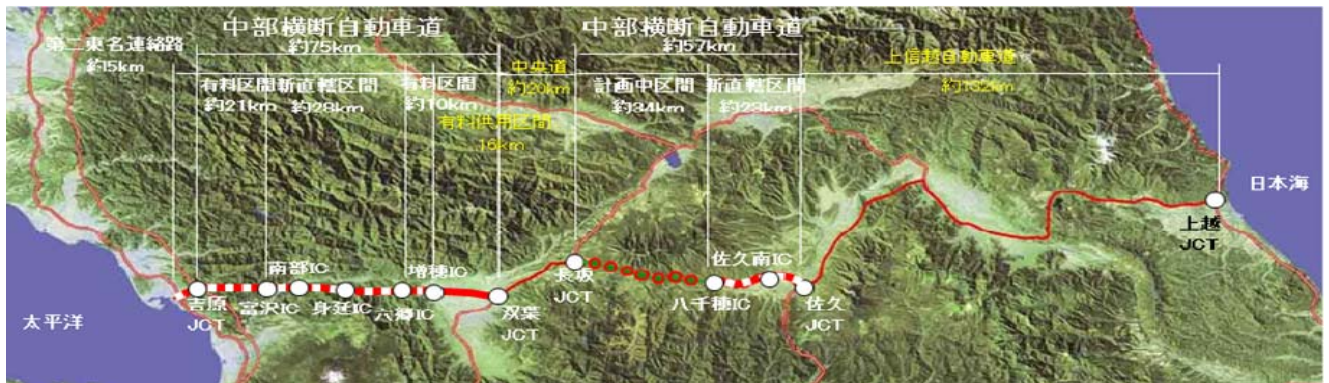 中部横断自動車道
約75km
中部横断自動車道
約57km
第二東名連絡路
約15km
有料区間
約21km
新直轄区間
約28km
有料区間
約10km
中央道
約20km
計画中区間
約34km
新直轄区間
約23km
上信越自動車道
有料供用区間
16km
日本海
上越
JCT
佐久南IC
南部IC
増穂IC
長坂
JCT
八千穂IC
佐久
JCT
吉原
JCT
富沢IC
身延IC
六郷IC
双葉
JCT
太平洋